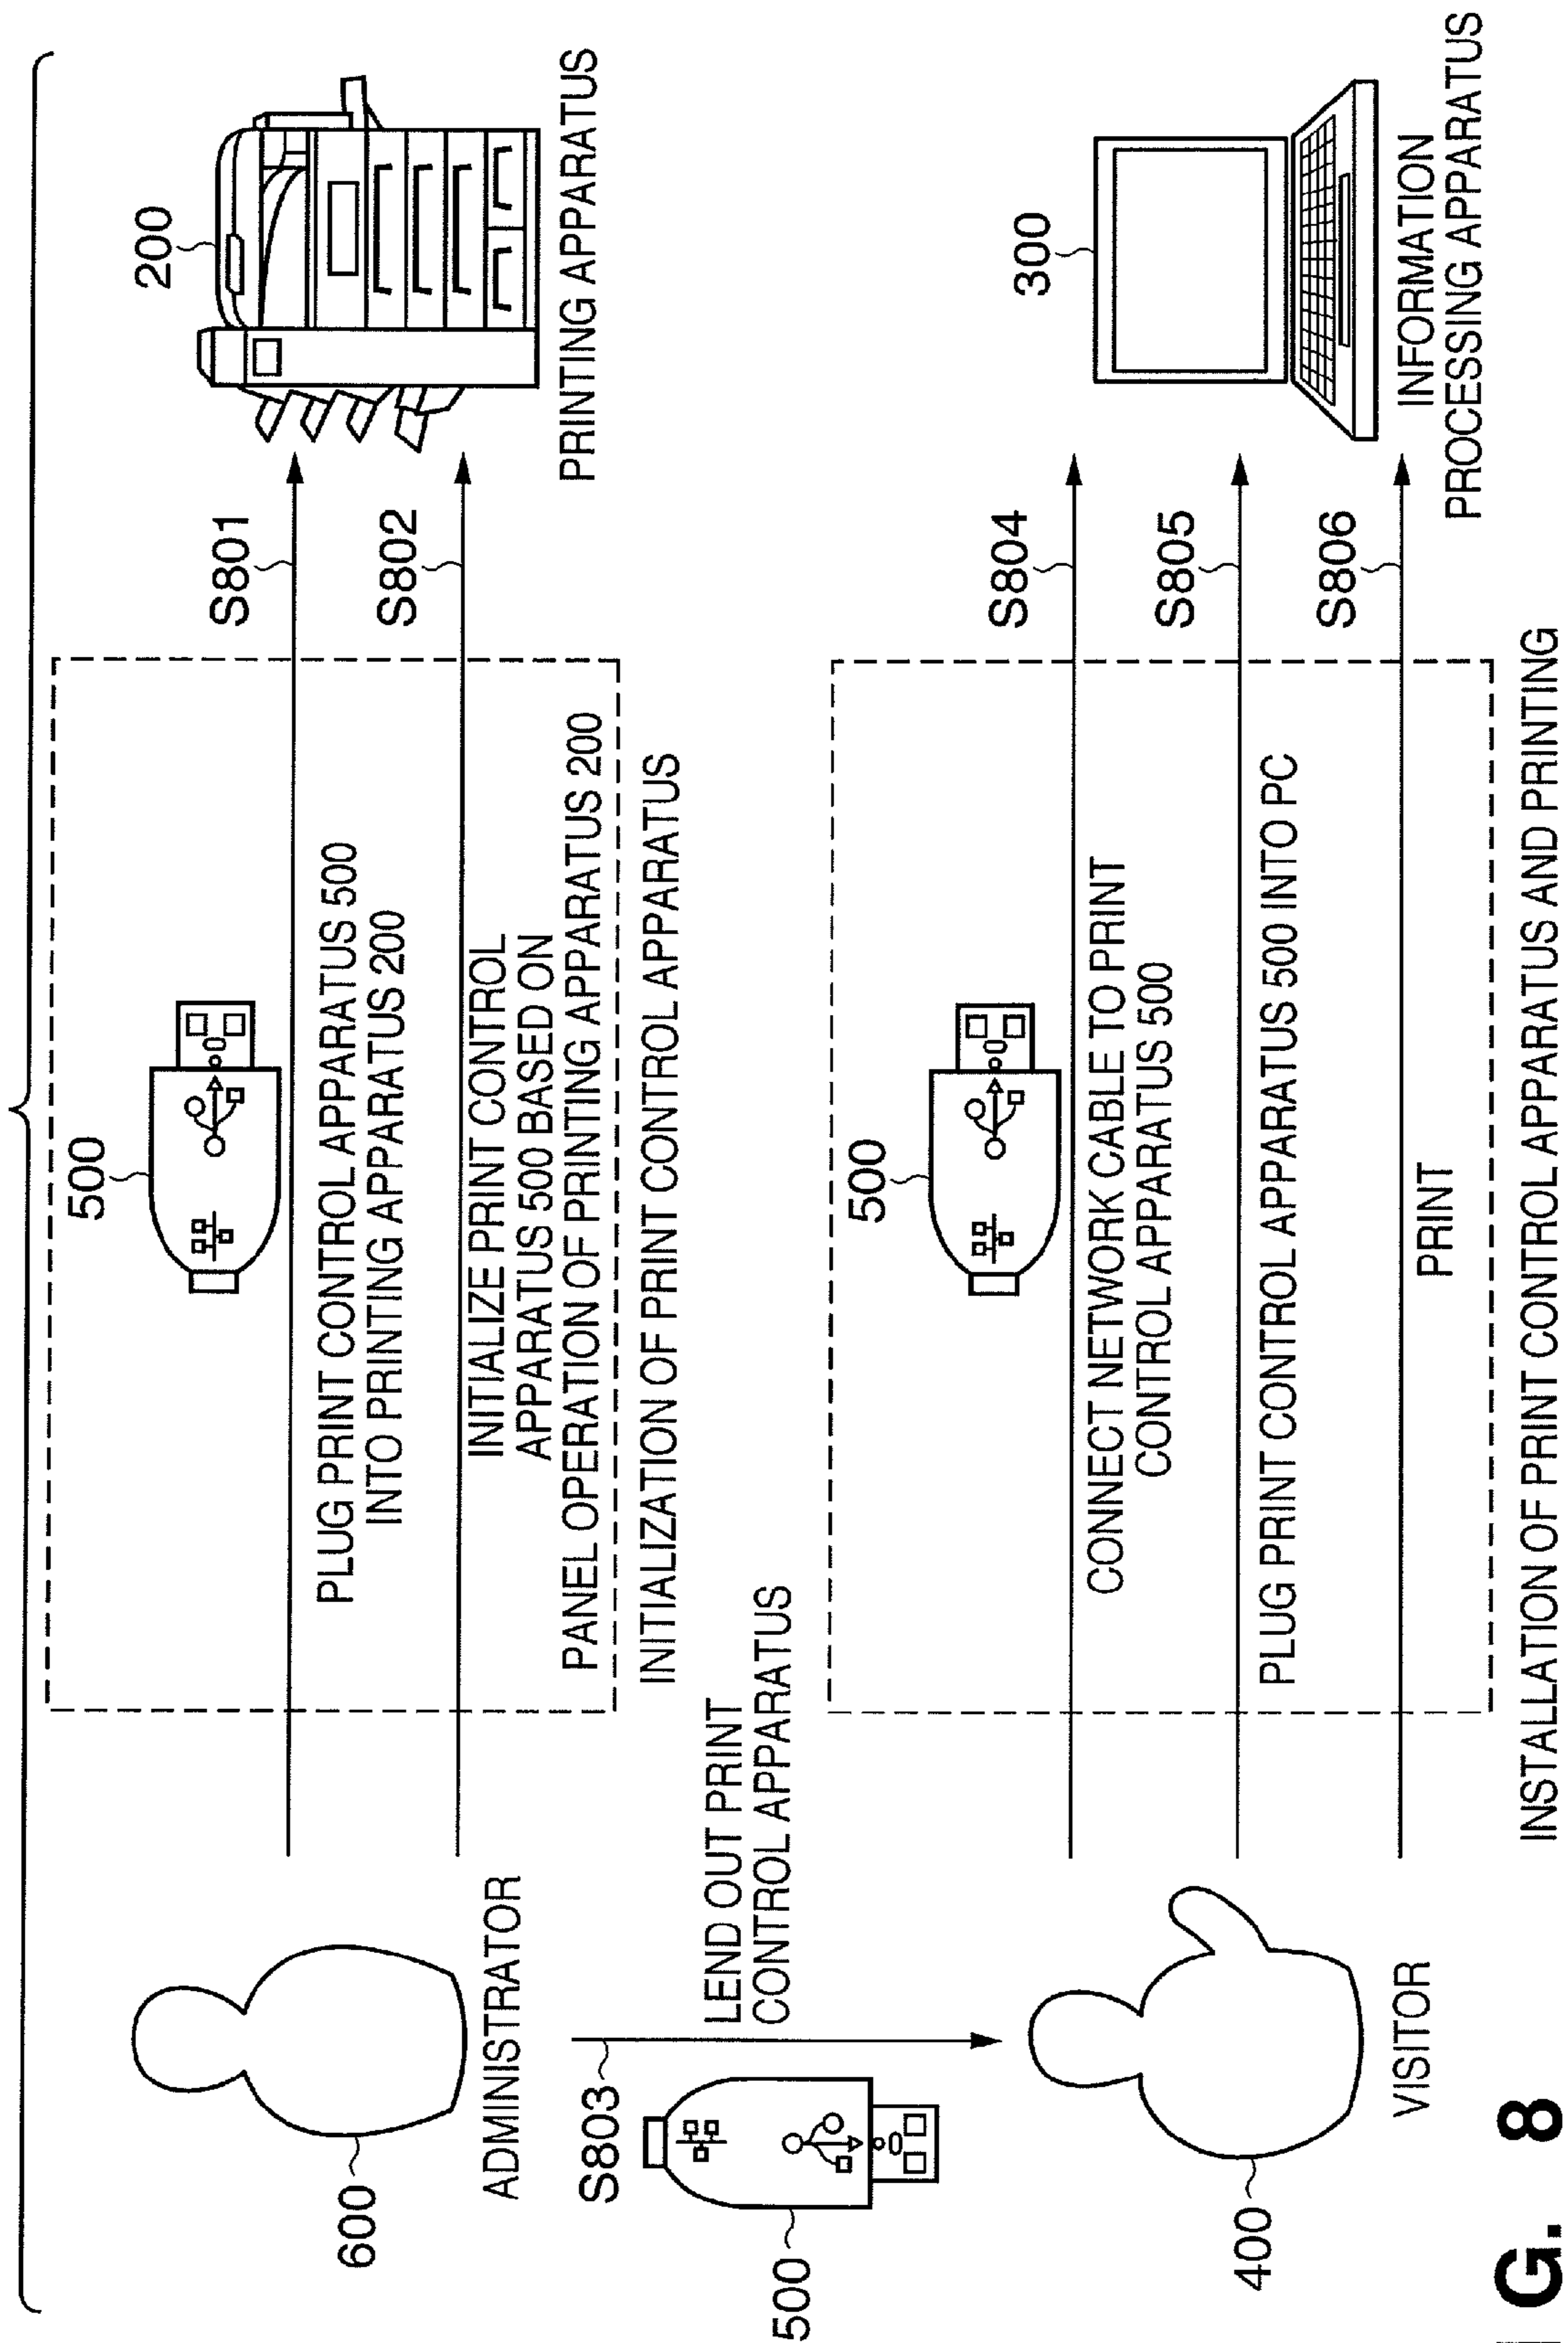 500
200
S801
PLUG PRINT CONTROL APPARATUS 500
INTO PRINTING APPARATUS 200
S802
INITIALIZE PRINT CONTROL
APPARATUS 500 BASED ON
PANEL OPERATION OF PRINTING APPARATUS 200
INITIALIZATION OF PRINT CONTROL APPARATUS
PRINTING APPARATUS
600
ADMINISTRATOR
S803
LEND OUT PRINT
CONTROL APPARATUS
500
500
300
S804
CONNECT NETWORK CABLE TO PRINT
CONTROL APPARATUS 500
S805
PLUG PRINT CONTROL APPARATUS 500 INTO PC
S806
PRINT
INFORMATION
PROCESSING APPARATUS
400
VISITOR
INSTALLATION OF PRINT CONTROL APPARATUS AND PRINTING
G. 8